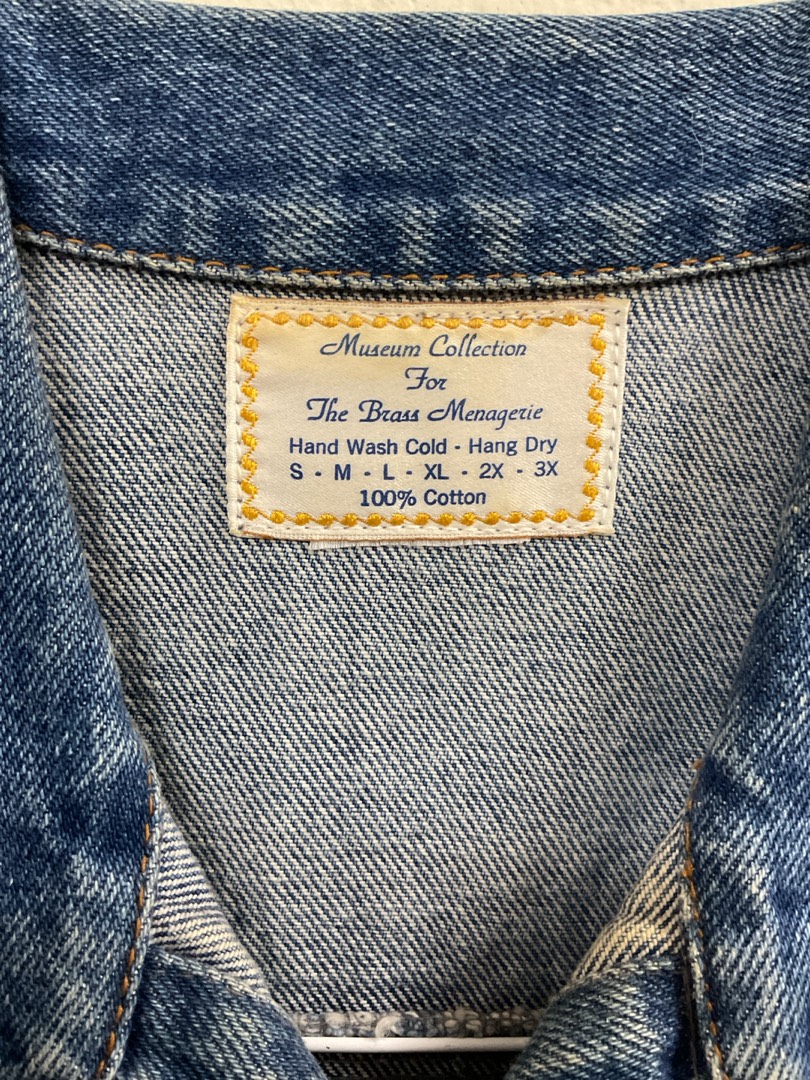 Museum Collection
For
The Brass Menagerie
Hand Wash Cold - Hang Dry
S - M - L - XL - 2X - 3X
100% Cotton